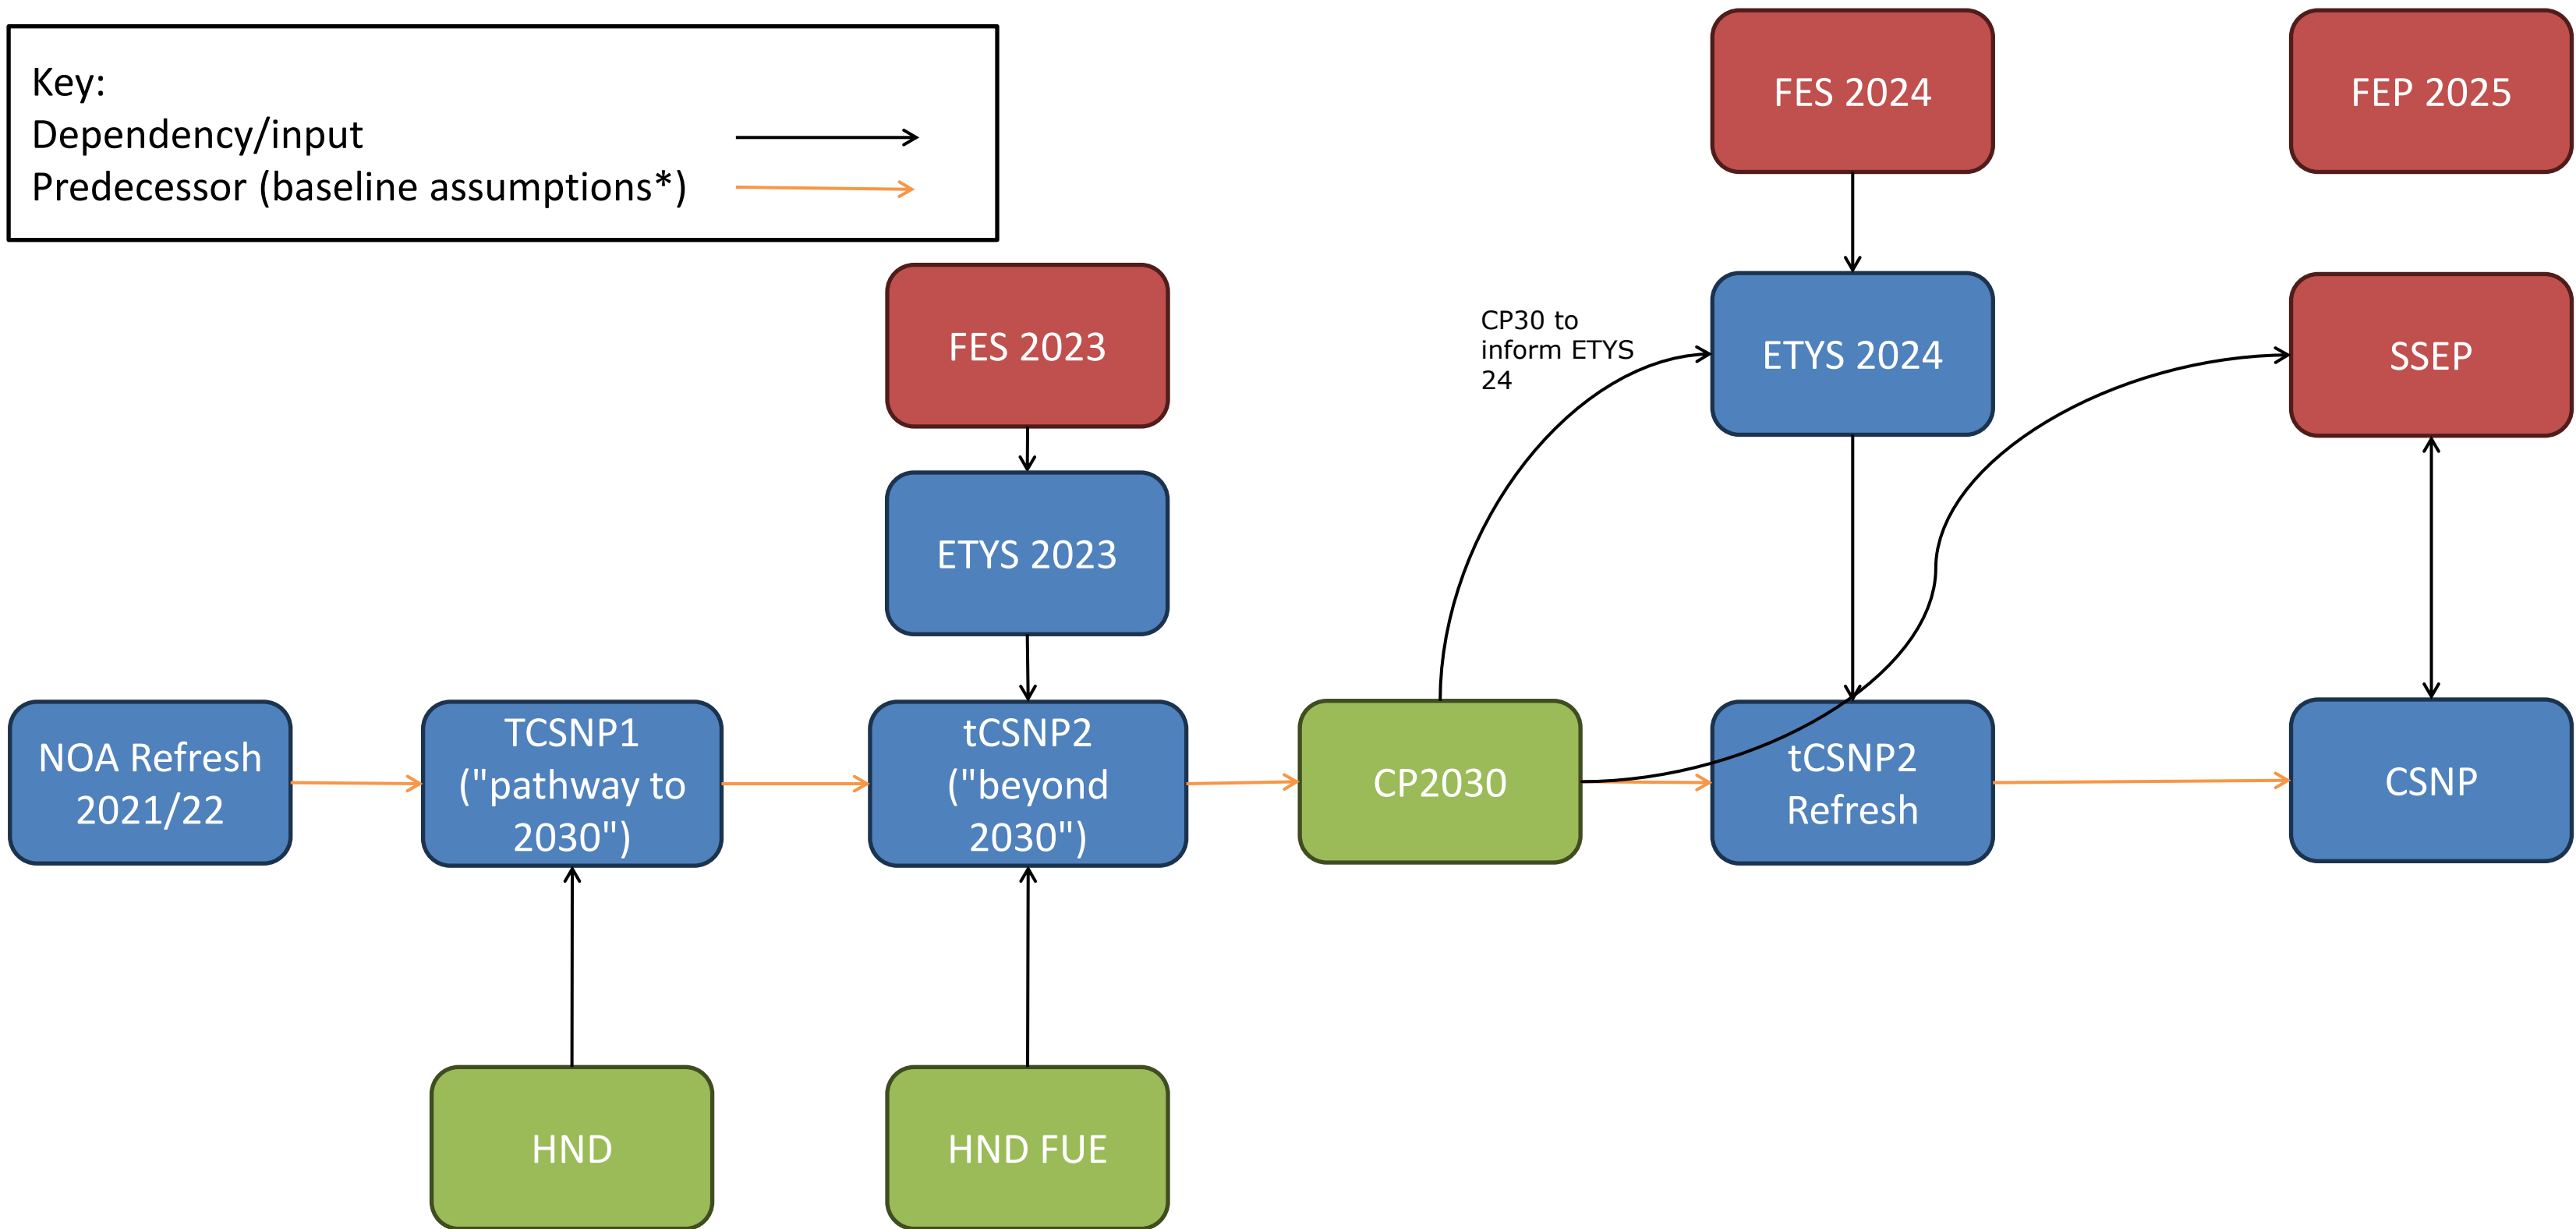 Key:
Dependency/input
Predecessor (baseline assumptions*)
FES 2024
FEP 2025
FES 2023
CP30 to
inform ETYS
24
ETYS 2024
SSEP
ETYS 2023
NOA Refresh
2021/22
TCSNP1
("pathway to
2030")
tCSNP2
("beyond
2030")
CP2030
tCSNP2
Refresh
CSNP
HND
HND FUE